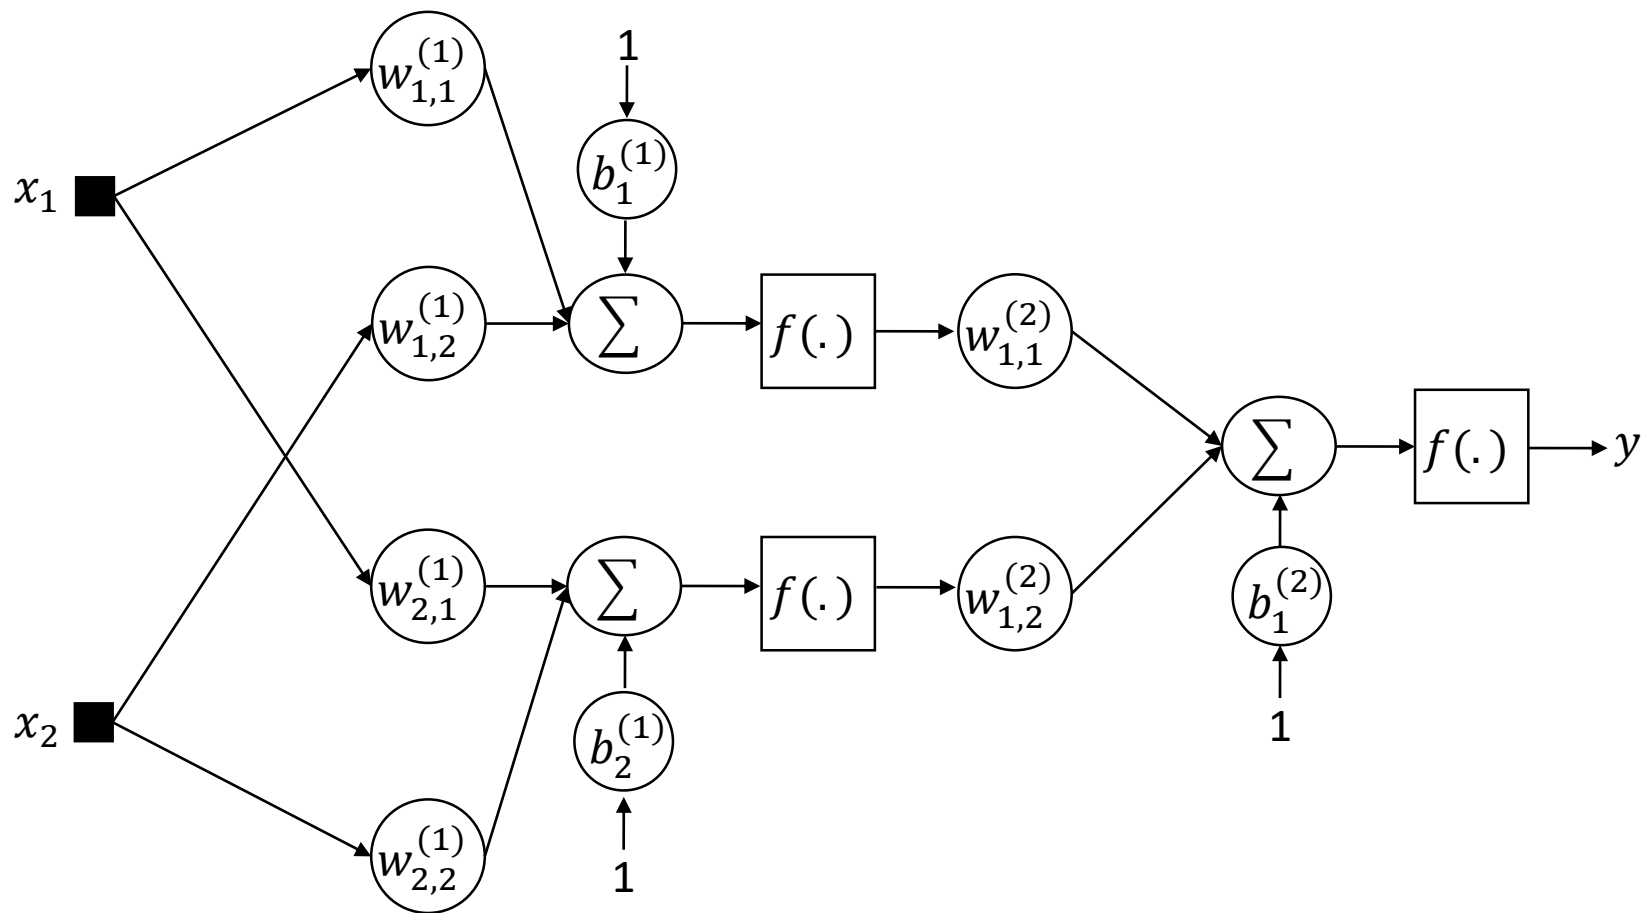 w_{1,1}^{(1)}
1
b_1^{(1)}
x_1
w_{1,2}^{(1)}
∑
f(.)
w_{1,1}^{(2)}
∑
f(.)
y
w_{2,1}^{(1)}
∑
f(.)
w_{1,2}^{(2)}
b_1^{(2)}
x_2
b_2^{(1)}
1
w_{2,2}^{(1)}
1